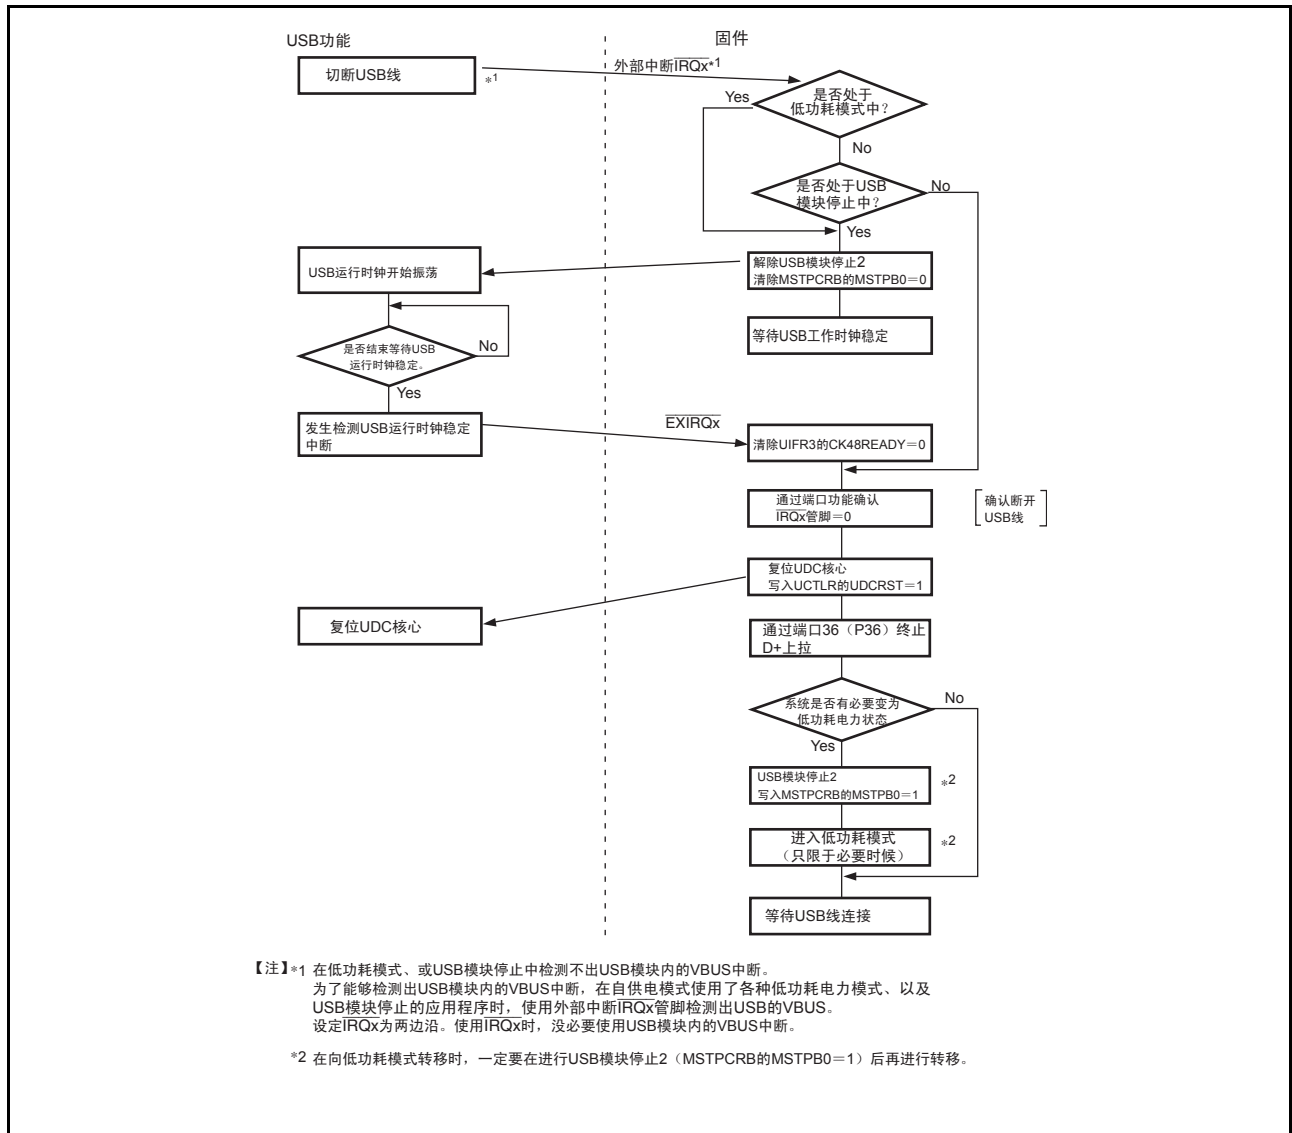 USB功能
固件
切断USB线
*1
外部中断IRQx*1
是否处于
低功耗模式中？
Yes
No
是否处于USB
模块停止中？
No
Yes
解除USB模块停止2
清除MSTPCRB的MSTPB0＝0
USB运行时钟开始振荡
等待USB工作时钟稳定
是否结束等待USB
运行时钟稳定。
No
Yes
发生检测USB运行时钟稳定
中断
EXIRQx
清除UIFR3的CK48READY＝0
通过端口功能确认
IRQx管脚＝0
确认断开
USB线
复位UDC核心
写入UCTLR的UDCRST＝1
复位UDC核心
通过端口36（P36）终止
D+上拉
系统是否有必要变为
低功耗电力状态
No
Yes
USB模块停止2
写入MSTPCRB的MSTPB0＝1
*2
进入低功耗模式
（只限于必要时候）
*2
等待USB线连接
【注】*1 在低功耗模式、或USB模块停止中检测不出USB模块内的VBUS中断。
为了能够检测出USB模块内的VBUS中断，在自供电模式使用了各种低功耗电力模式、以及
USB模块停止的应用程序时，使用外部中断IRQx管脚检测出USB的VBUS。
设定IRQx为两边沿。使用IRQx时，没必要使用USB模块内的VBUS中断。
*2 在向低功耗模式转移时，一定要在进行USB模块停止2（MSTPCRB的MSTPB0＝1）后再进行转移。